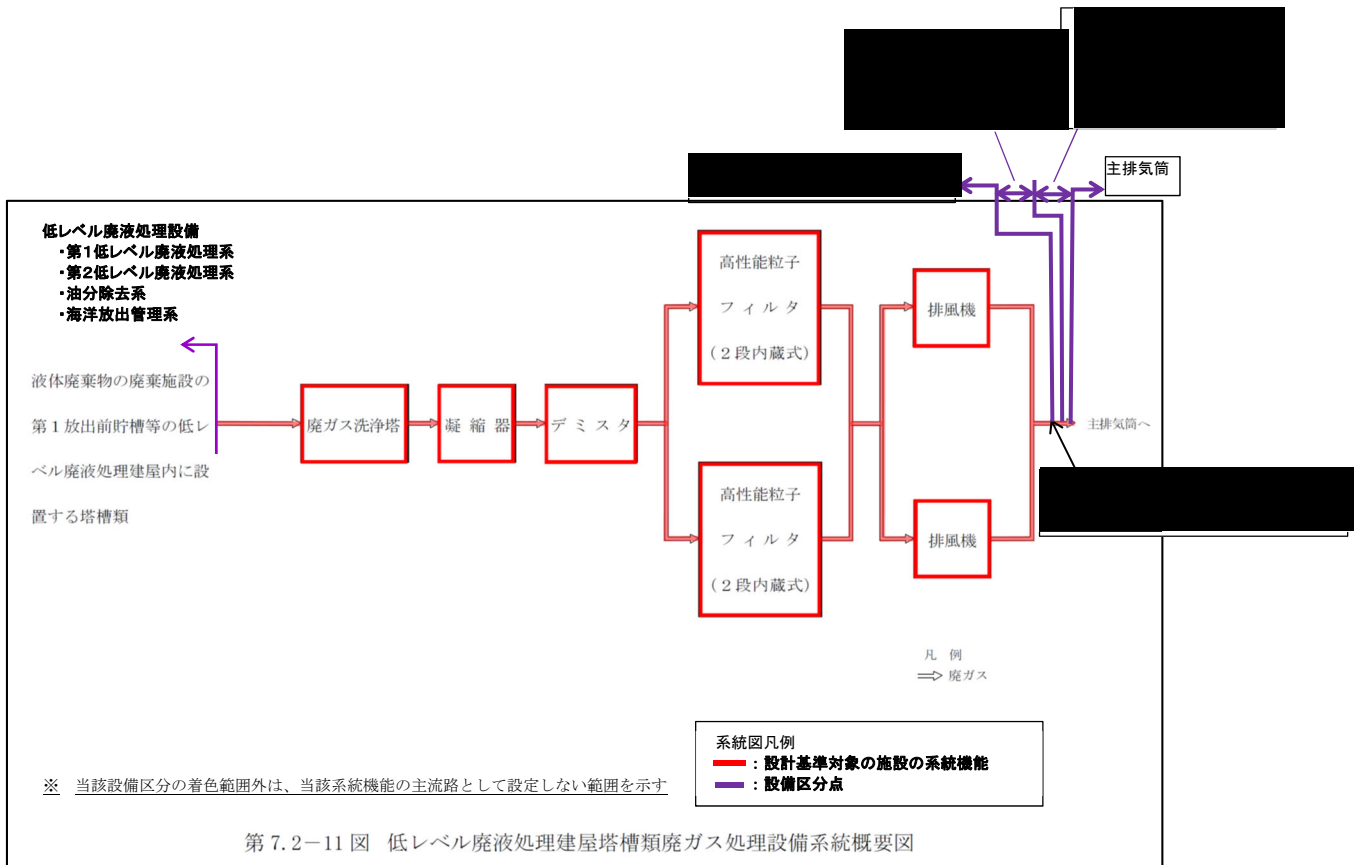 主排気筒
低レベル廃液処理設備
・第1低レベル廃液処理系
・第2低レベル廃液処理系
・油分除去系
・海洋放出管理系
液体廃棄物の廃棄施設の
第1放出前貯槽等の低レ
ベル廃液処理建屋内に設
置する塔槽類
廃ガス洗浄塔
凝縮器
デミスタ
高性能粒子
フィルタ
(2段内蔵式)
高性能粒子
フィルタ
(2段内蔵式)
排風機
排風機
主排気筒へ
凡 例
⇒ 廃ガス
系統図凡例
:設計基準対象の施設の系統機能
:設備区分点
※ 当該設備区分の着色範囲外は、当該系統機能の主流路として設定しない範囲を示す
第7.2-11図 低レベル廃液処理建屋塔槽類廃ガス処理設備系統概要図